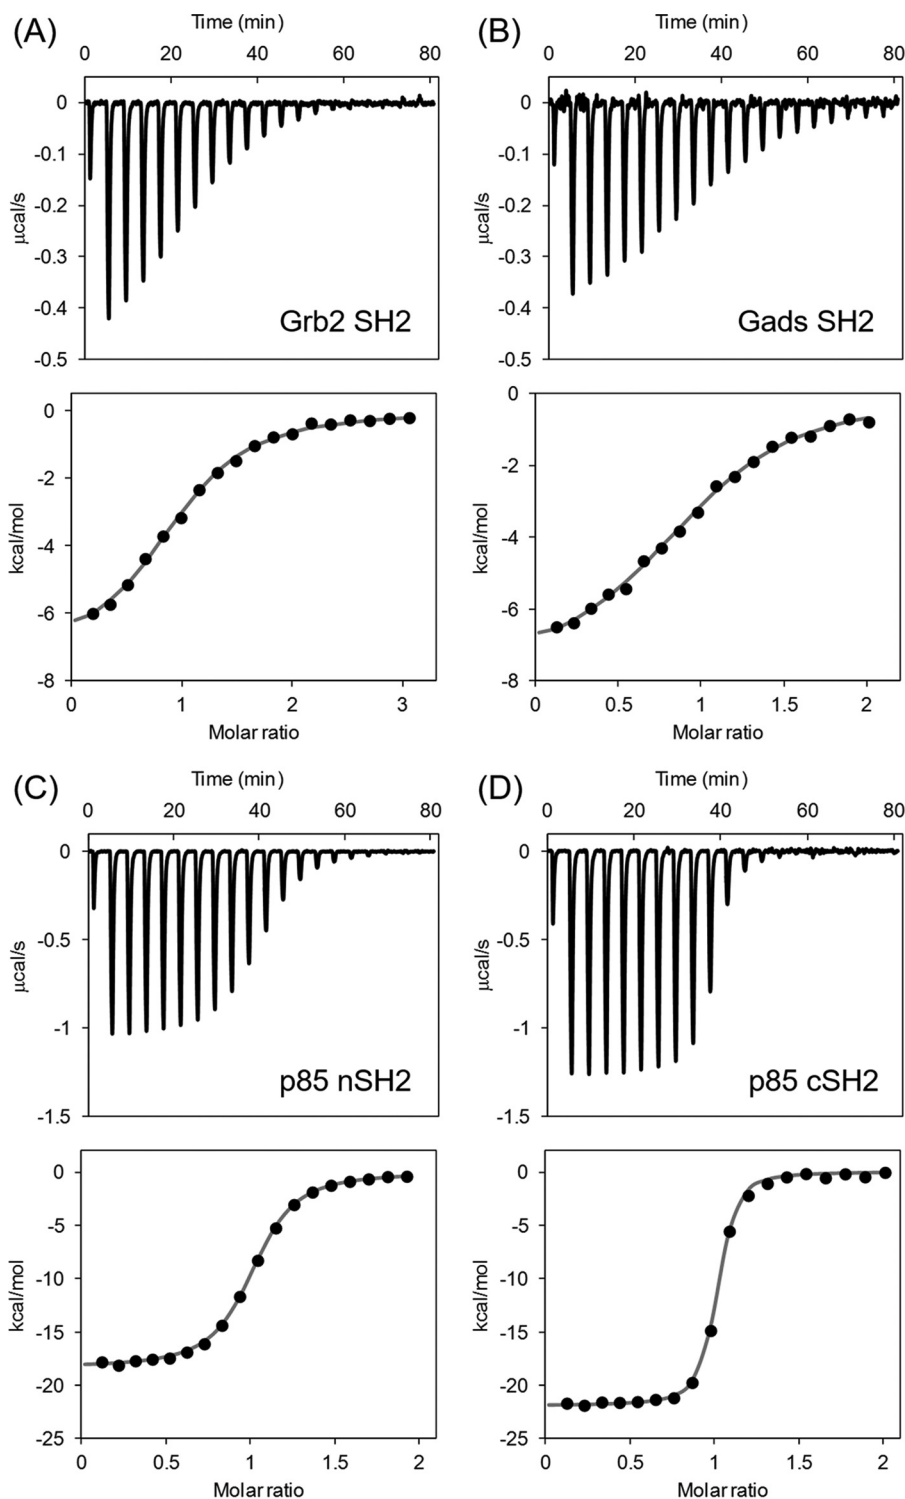 (A)
Time (min)
0 20 40 60 80
0
-0.1
-0.2
-0.3
-0.4
-0.5
μcal/s
Grb2 SH2
0
-2
-4
-6
-8
kcal/mol
0 1 2 3
Molar ratio
(B)
Time (min)
0 20 40 60 80
0
-0.1
-0.2
-0.3
-0.4
-0.5
μcal/s
Gads SH2
0
-2
-4
-6
-8
kcal/mol
0 0.5 1 1.5 2
Molar ratio
(C)
Time (min)
0 20 40 60 80
0
-0.5
-1
-1.5
μcal/s
p85 nSH2
0
-5
-10
-15
-20
-25
kcal/mol
0 0.5 1 1.5 2
Molar ratio
(D)
Time (min)
0 20 40 60 80
0
-0.5
-1
-1.5
μcal/s
p85 cSH2
0
-5
-10
-15
-20
-25
kcal/mol
0 0.5 1 1.5 2
Molar ratio